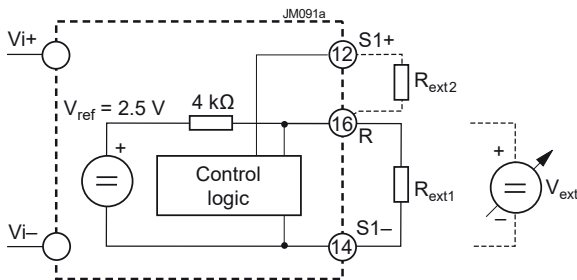 JM091a
Vi+
12
S1+
Rext2
Vref = 2.5 V
4 kΩ
16
R
+
Control
logic
Rext1
+
Vext
–
Vi–
S1–
14